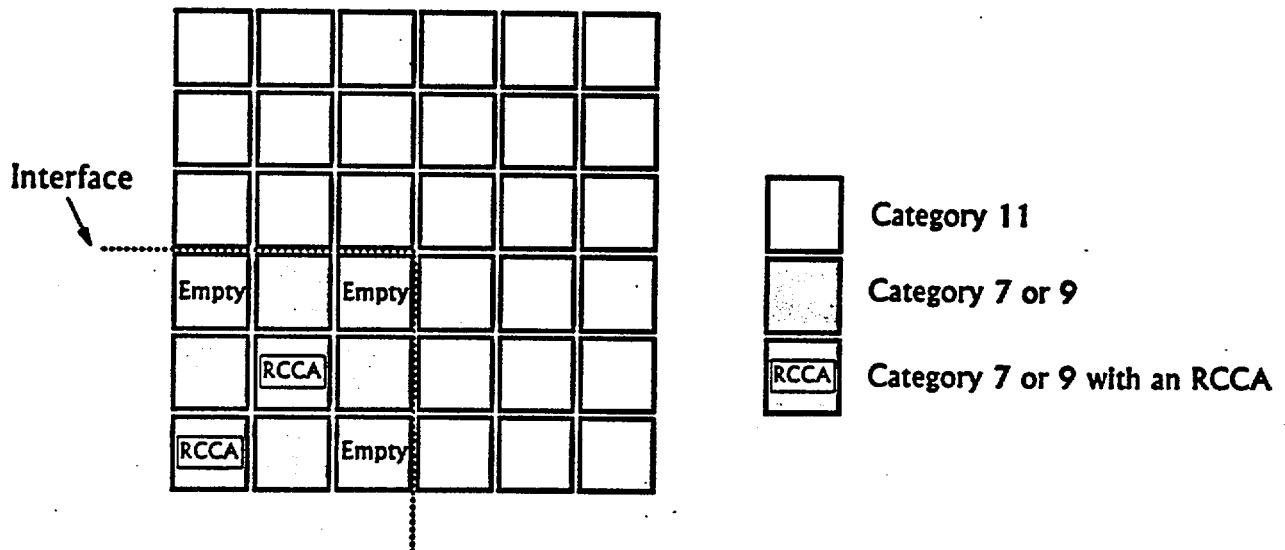 Interface
Empty
Empty
RCCA
RCCA
Empty
Category 11
Category 7 or 9
RCCA
Category 7 or 9 with an RCCA